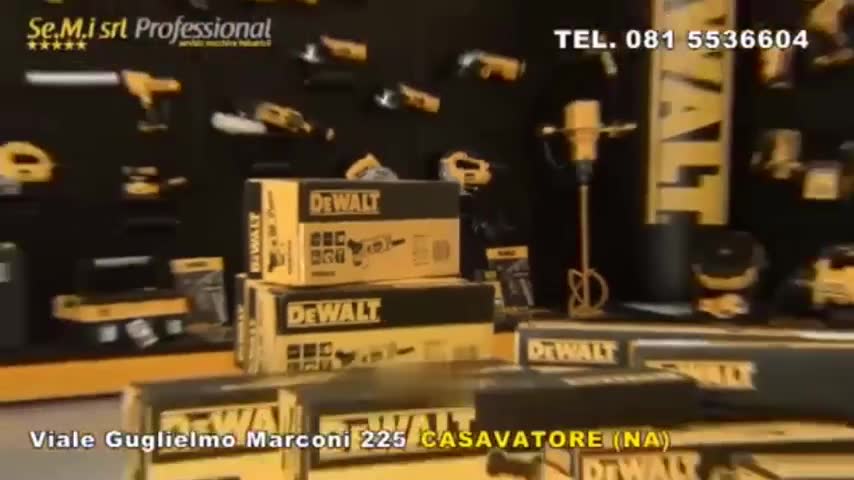 Se.M.i srl Professional
TEL. 081 5536604
DEWALT
DEWALT
DEWALT
DEWALT
DEWALT
DEWALT
Viale Guglielmo Marconi 225 CASAVATORE (NA)
DEWALT